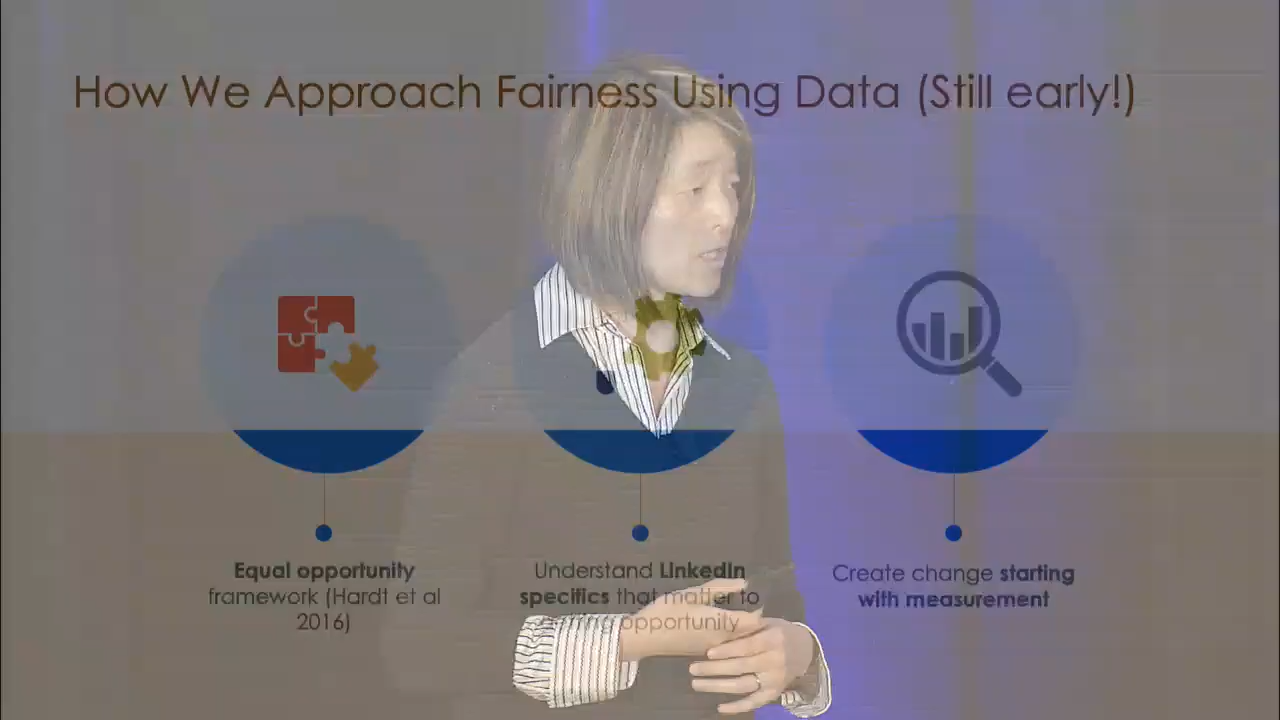 How We Approach Fairness Using Data (Still early!)
Equal opportunity
framework (Hardt et al
2016)
Understand LinkedIn
specifics that matter to
opportunity
Create change starting
with measurement